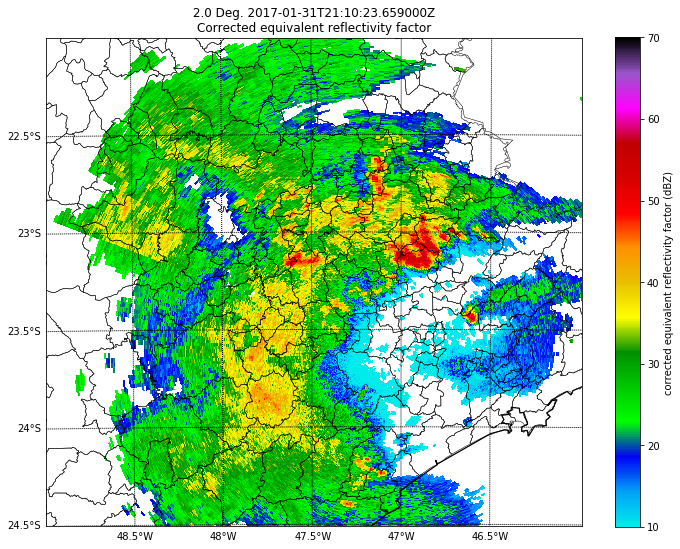 2.0 Deg. 2017-01-31T21:10:23.659000Z
Corrected equivalent reflectivity factor
70
60
50
40
30
20
10
corrected equivalent reflectivity factor (dBZ)
22.5°S
23°S
23.5°S
24°S
24.5°S
48.5°W
48°W
47.5°W
47°W
46.5°W